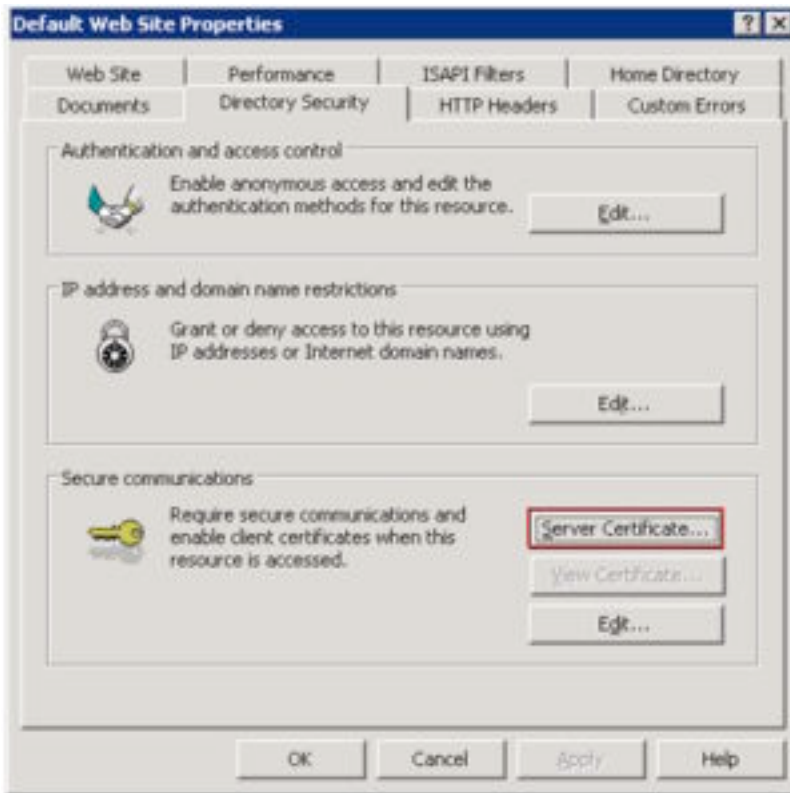 Default Web Site Properties
Web Site Performance ISAPI Filters Home Directory
Documents Directory Security HTTP Headers Custom Errors
Authentication and access control
Enable anonymous access and edit the
authentication methods for this resource.
Edit...
IP address and domain name restrictions
Grant or deny access to this resource using
IP addresses or Internet domain names.
Edit...
Secure communications
Require secure communications and
enable client certificates when this
resource is accessed.
Server Certificate...
View Certificate...
Edit...
OK Cancel Apply Help